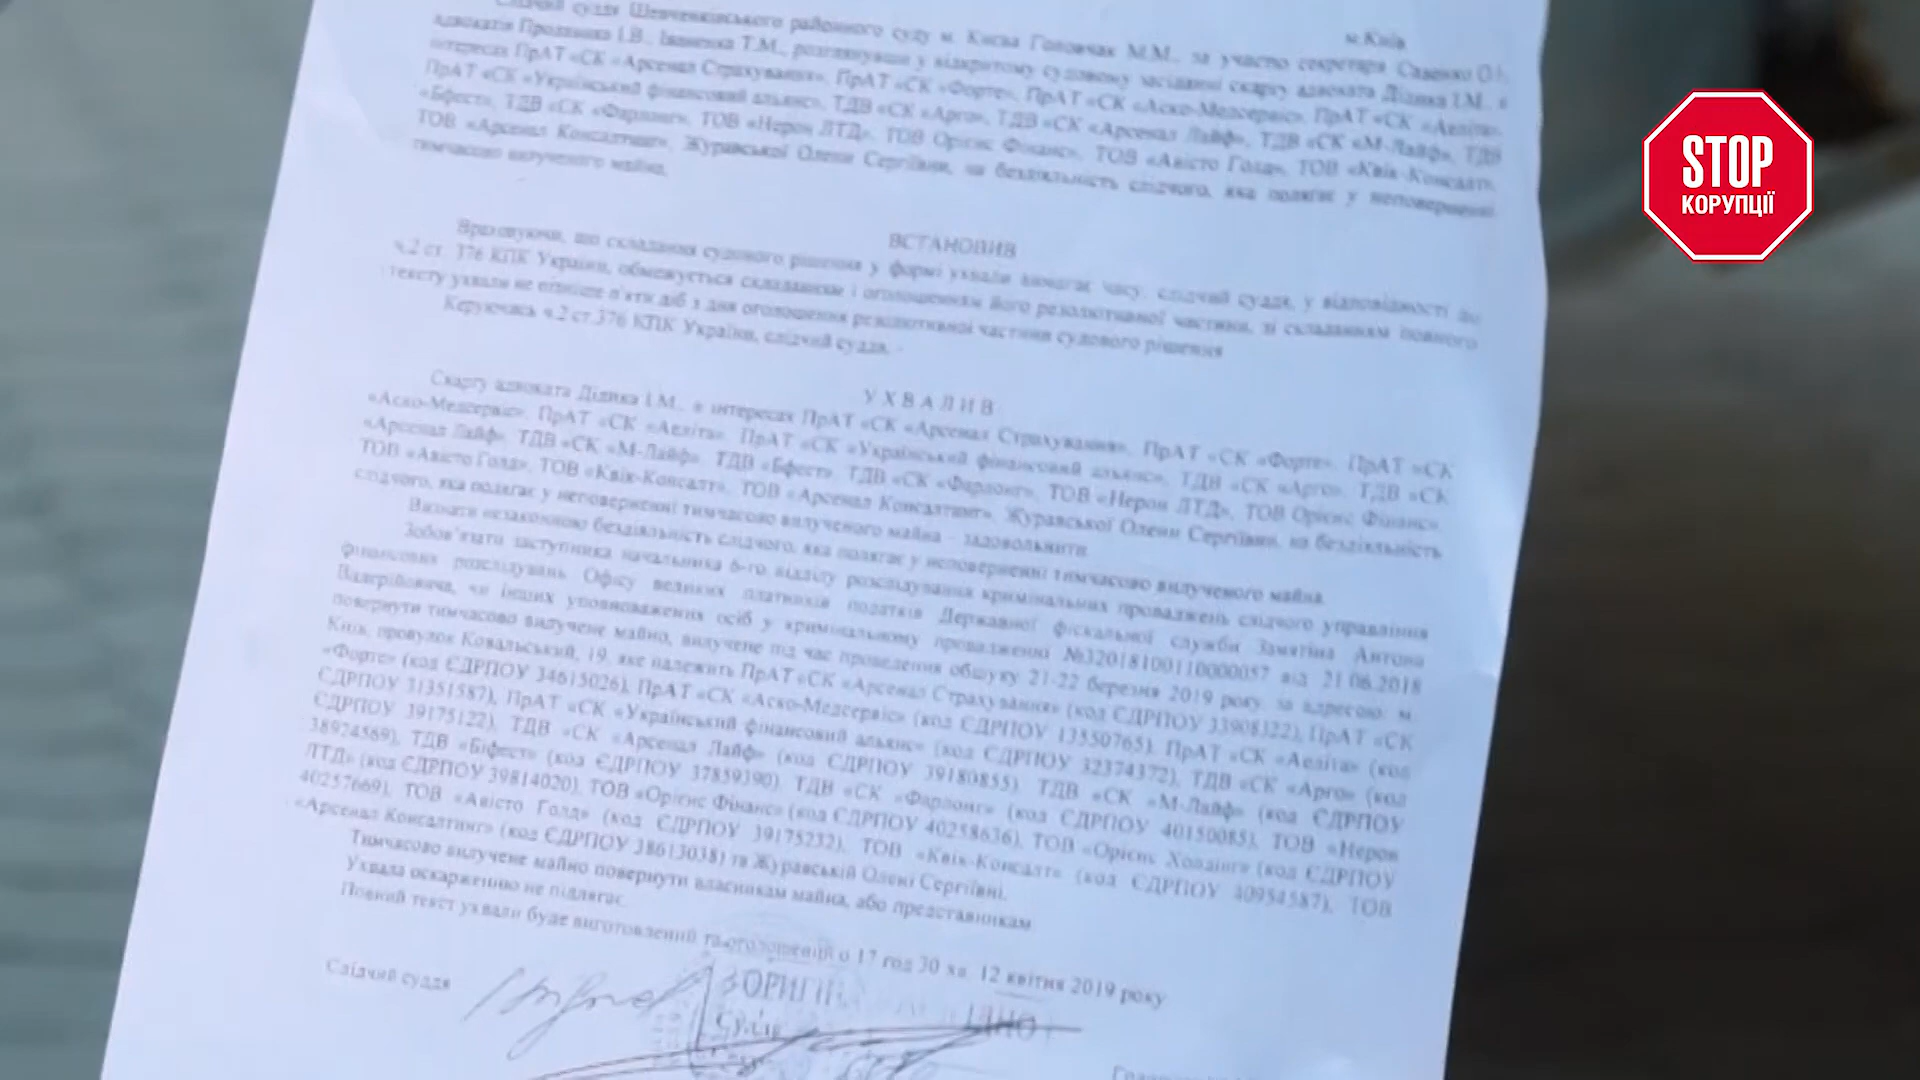 м.Київ
Слідчий суддя Шевченківського районного суду м. Києва Головчак М.М., за участю секретаря Савенко О.І.,
адвокатів Іваненка Т.М., розглянувши у відкритому судовому засіданні скаргу адвоката Дідика І.М., в
інтересах ПрАТ «СК «Арсенал Страхування», ПрАТ «СК «Форте», ПрАТ «СК «Аско-Медсервіс», ПрАТ «СК «Аеліта»,
ПрАТ «СК «Український фінансовий альянс», ТДВ «СК «Арго», ТДВ «СК «Арсенал Лайф», ТДВ «СК «М-Лайф», ТДВ
«Бфест», ТДВ «СК «Фарлонг», ТОВ «Нерон ЛТД», ТОВ Орієнс Фінанс», ТОВ «Авісто Голд», ТОВ «Квік-Консалт»,
ТОВ «Арсенал Консалтинг», Журавської Олени Сергіївни, на бездіяльність слідчого, яка полягає у неповерненні
тимчасово вилученого майна,
ВСТАНОВИВ
Враховуючи, що складання судового рішення у формі ухвали вимагає часу, слідчий суддя, у відповідності до
ч.2 ст. 376 КПК України, обмежується складанням і оголошенням його резолютивної частини, зі складанням повного
тексту ухвали не пізніше п'яти діб з дня оголошення резолютивної частини судового рішення
Керуючись ч.2 ст.376 КПК України, слідчий суддя, -
УХВАЛИВ
Скаргу адвоката Дідика І.М., в інтересах ПрАТ «СК «Арсенал Страхування», ПрАТ «СК «Форте», ПрАТ «СК
«Аско-Медсервіс», ПрАТ «СК «Аеліта», ПрАТ «СК «Український фінансовий альянс», ТДВ «СК «Арго», ТДВ «СК
«Арсенал Лайф», ТДВ «СК «М-Лайф», ТДВ «Бфест», ТДВ «СК «Фарлонг», ТОВ «Нерон ЛТД», ТОВ Орієнс Фінанс»,
ТОВ «Авісто Голд», ТОВ «Квік-Консалт», ТОВ «Арсенал Консалтинг», Журавської Олени Сергіївни, на бездіяльність
слідчого, яка полягає у неповерненні тимчасово вилученого майна – задовольнити.
Визнати незаконною бездіяльність слідчого, яка полягає у неповерненні тимчасово вилученого майна.
Зобов'язати заступника начальника 6-го відділу розслідування кримінальних проваджень слідчого управління
фінансових розслідувань Офісу великих платників податків Державної фіскальної служби Замятіна Антона
Валерійовича, чи інших уповноважених осіб у кримінальному провадженні №32018100110000057 від 21.06.2018
повернути тимчасово вилучене майно, вилучене під час проведення обшуку 21-22 березня 2019 року, за адресою: м.
Київ, провулок Ковальський, 19, яке належить ПрАТ «СК «Арсенал Страхування» (код ЄДРПОУ 33908322), ПрАТ «СК
«Форте» (код ЄДРПОУ 34615026), ПрАТ «СК «Аско-Медсервіс» (код ЄДРПОУ 13550765), ПрАТ «СК «Аеліта» (код
ЄДРПОУ 31351587), ПрАТ «СК «Український фінансовий альянс» (код ЄДРПОУ 32374372), ТДВ «СК «Арго» (код
ЄДРПОУ 39175122), ТДВ «СК «Арсенал Лайф» (код ЄДРПОУ 39180855), ТДВ «СК «М-Лайф» (код ЄДРПОУ
38924569), ТДВ «Біфест» (код ЄДРПОУ 37859390), ТДВ «СК «Фарлонг» (код ЄДРПОУ 40150085), ТОВ «Нерон
ЛТД» (код ЄДРПОУ 39814020), ТОВ «Орієнс Фінанс» (код ЄДРПОУ 40258636), ТОВ «Орієнс Холдінг» (код ЄДРПОУ
40257669), ТОВ «Авісто Голд» (код ЄДРПОУ 39175232), ТОВ «Квік-Консалт» (код ЄДРПОУ 40954587), ТОВ
«Арсенал Консалтинг» (код ЄДРПОУ 38613038) та Журавській Олені Сергіївні.
Тимчасово вилучене майно повернути власникам майна, або представникам
Ухвала оскарженню не підлягає.
Повний текст ухвали буде виготовлений та оголошений о 17 год 30 хв. 12 квітня 2019 року
Слідчий суддя
STOP
КОРУПЦІЇ